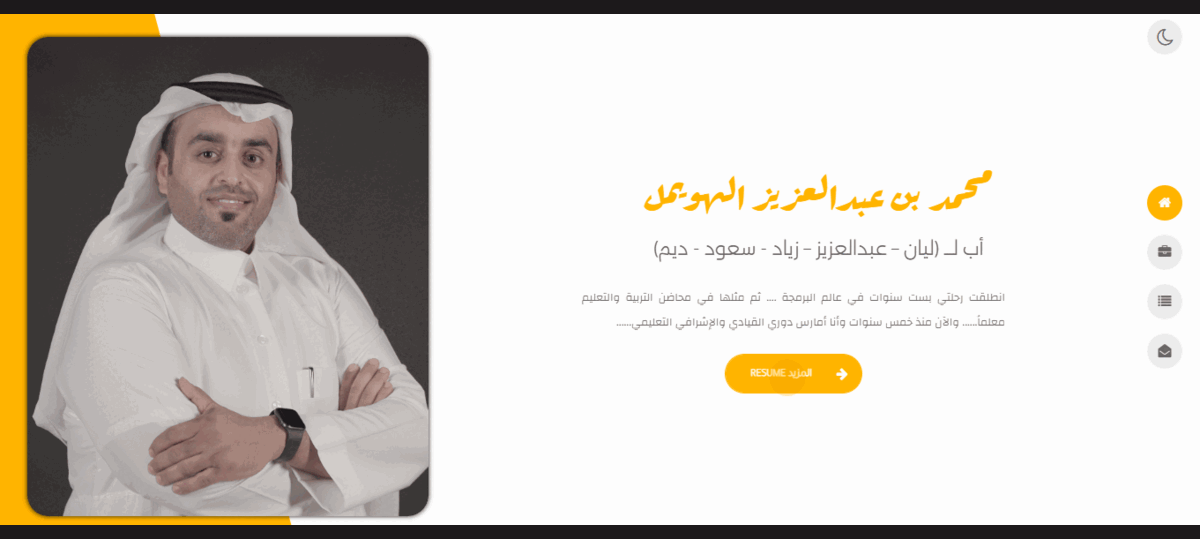 محمد بن عبدالعزيز الهويمل
أب لـ (ليان – عبدالعزيز – زياد - سعود - ديم)
انطلقت رحلتي بست سنوات في عالم البرمجة .... ثم مثلها في محاضن التربية والتعليم
معلماً...... والآن منذ خمس سنوات وأنا أمارس دوري القيادي والإشرافي التعليمي.......
المزيد RESUME